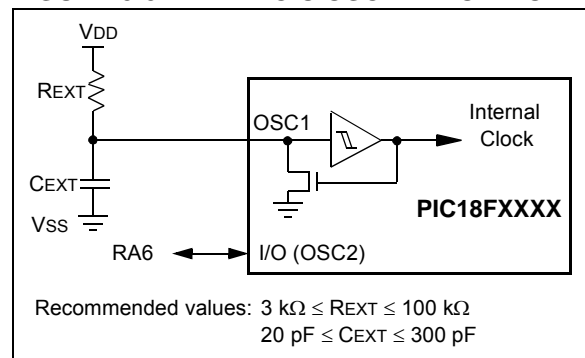 VDD
REXT
OSC1
Internal
Clock
CEXT
VSS
PIC18FXXXX
RA6
I/O (OSC2)
Recommended values: 3 kΩ ≤ REXT ≤ 100 kΩ
20 pF ≤ CEXT ≤ 300 pF